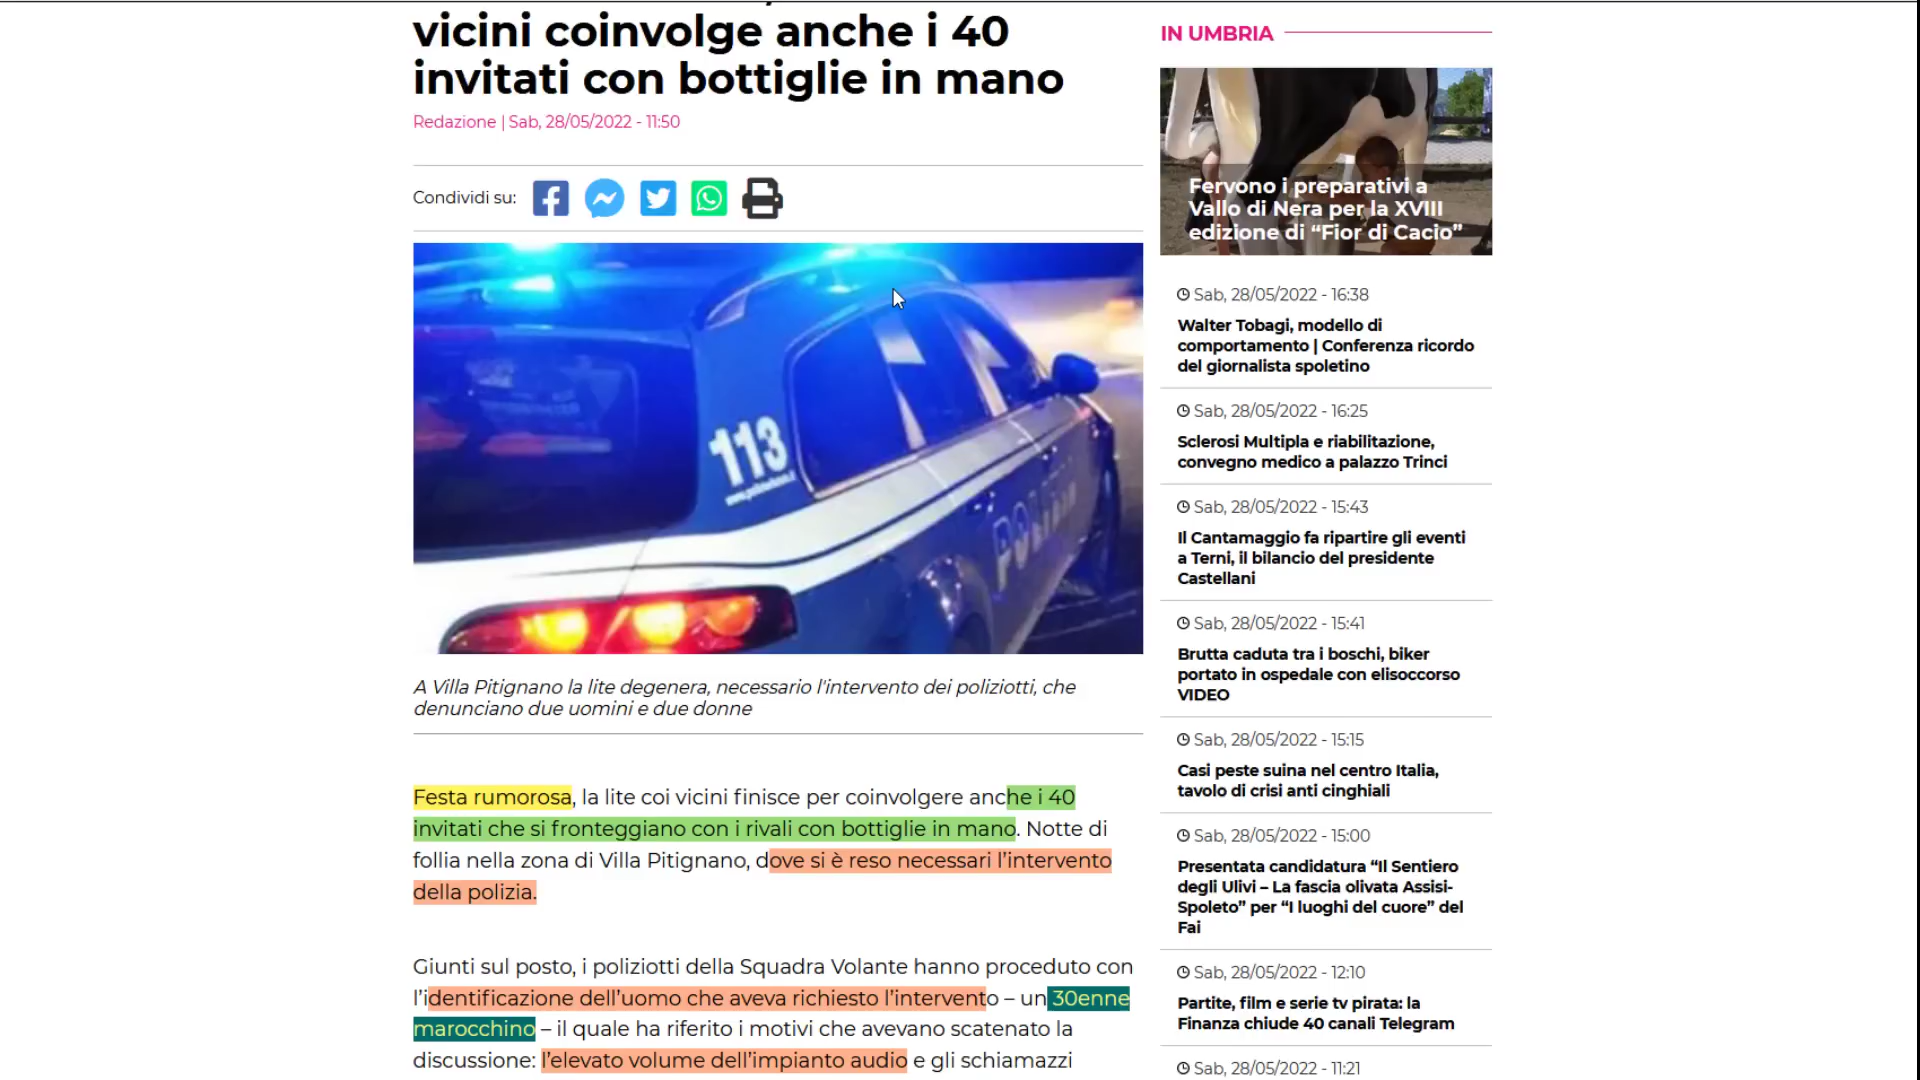 vicini coinvolge anche i 40
invitati con bottiglie in mano
Redazione | Sab, 28/05/2022 - 11:50
Condividi su:
113
A Villa Pitignano la lite degenera, necessario l'intervento dei poliziotti, che
denunciano due uomini e due donne
Festa rumorosa, la lite coi vicini finisce per coinvolgere anche i 40
invitati che si fronteggiano con i rivali con bottiglie in mano. Notte di
follia nella zona di Villa Pitignano, dove si è reso necessari l’intervento
della polizia.
Giunti sul posto, i poliziotti della Squadra Volante hanno proceduto con
l’identificazione dell’uomo che aveva richiesto l’intervento – un 30enne
marocchino – il quale ha riferito i motivi che avevano scatenato la
discussione: l’elevato volume dell’impianto audio e gli schiamazzi
IN UMBRIA
Fervono i preparativi a
Vallo di Nera per la XVIII
edizione di “Fior di Cacio”
Sab, 28/05/2022 - 16:38
Walter Tobagi, modello di
comportamento | Conferenza ricordo
del giornalista spoletino
Sab, 28/05/2022 - 16:25
Sclerosi Multipla e riabilitazione,
convegno medico a palazzo Trinci
Sab, 28/05/2022 - 15:43
Il Cantamaggio fa ripartire gli eventi
a Terni, il bilancio del presidente
Castellani
Sab, 28/05/2022 - 15:41
Brutta caduta tra i boschi, biker
portato in ospedale con elisoccorso
VIDEO
Sab, 28/05/2022 - 15:15
Casi peste suina nel centro Italia,
tavolo di crisi anti cinghiali
Sab, 28/05/2022 - 15:00
Presentata candidatura “Il Sentiero
degli Ulivi – La fascia olivata Assisi-
Spoleto” per “I luoghi del cuore” del
Fai
Sab, 28/05/2022 - 12:10
Partite, film e serie tv pirata: la
Finanza chiude 40 canali Telegram
Sab, 28/05/2022 - 11:21